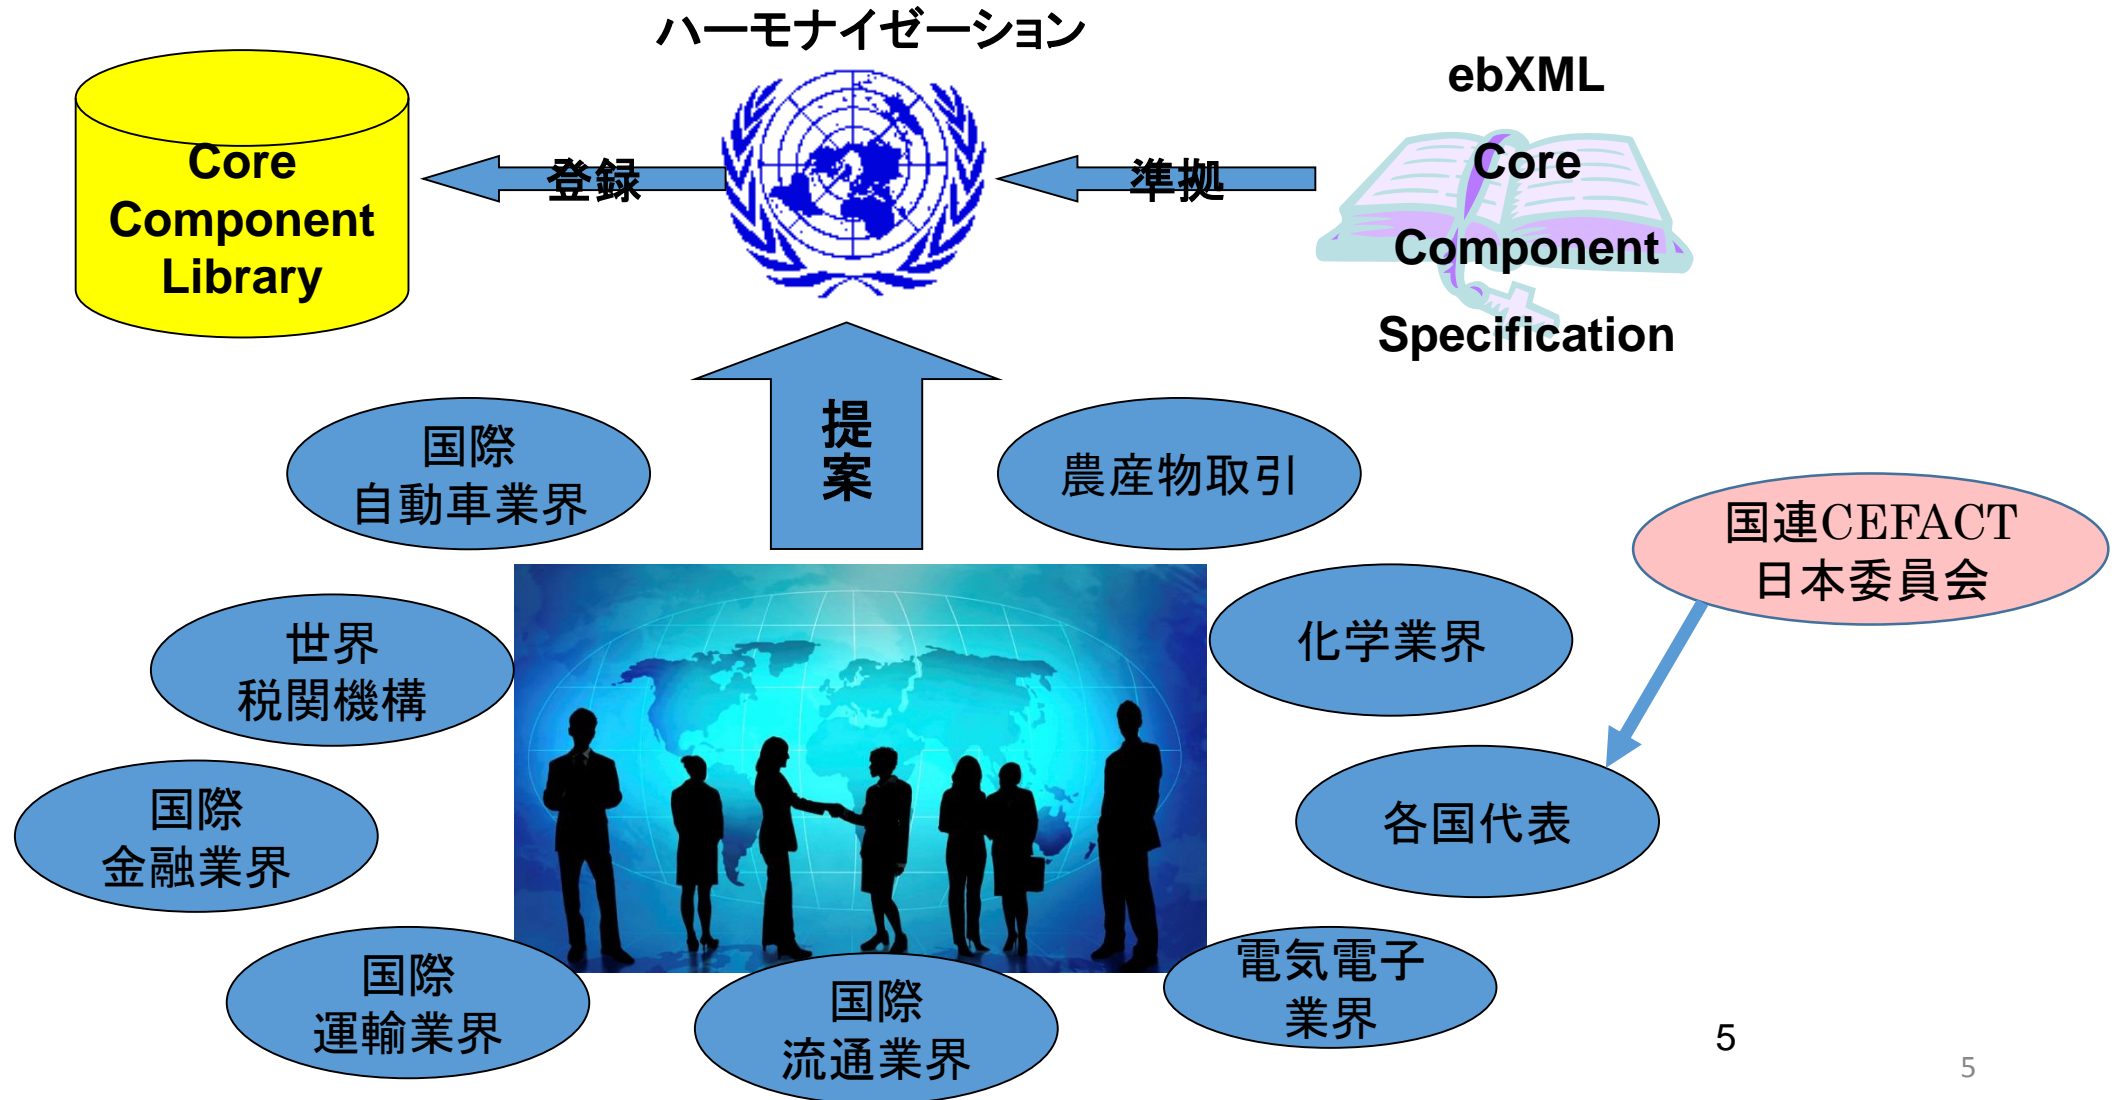 ハーモナイゼーション
ebXML
Core
Component
Specification
Core
Component
Library
登録
準拠
提
案
国際
自動車業界
農産物取引
国連CEFACT
日本委員会
世界
税関機構
化学業界
国際
金融業界
各国代表
国際
運輸業界
国際
流通業界
電気電子
業界
5
5